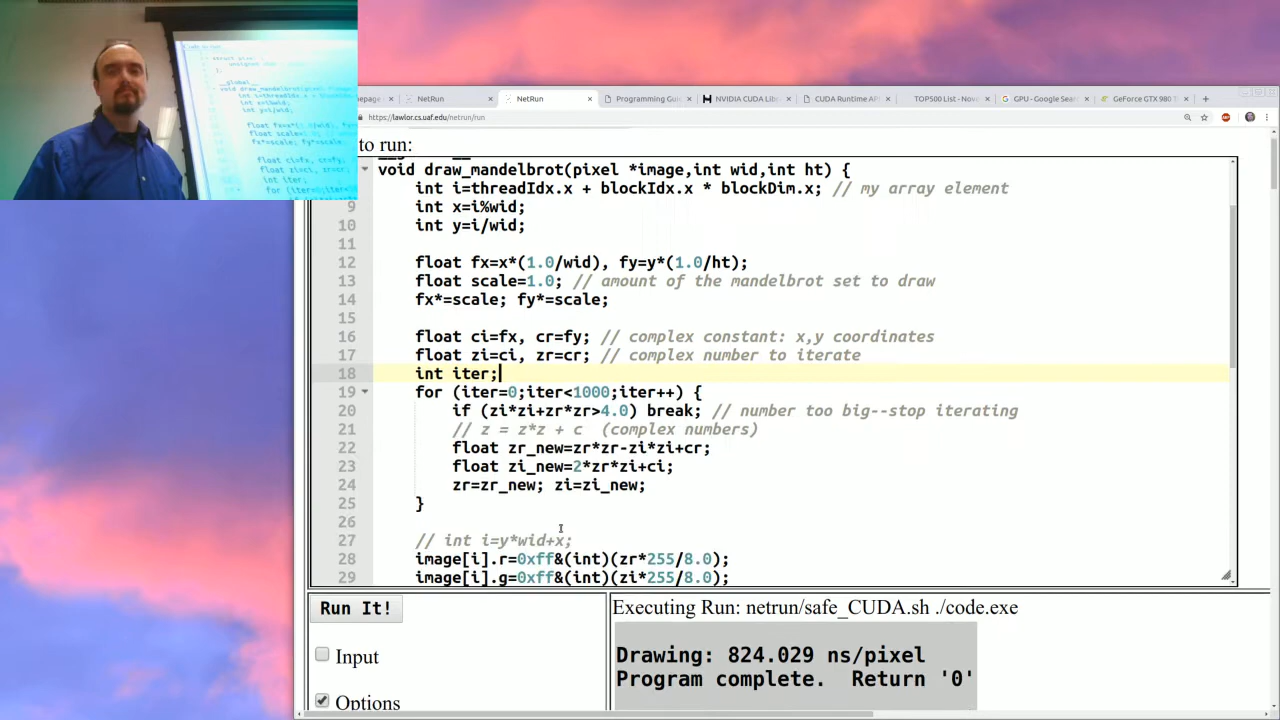 NetRun
NetRun
Programming Gui
NVIDIA CUDA Lib
CUDA Runtime AP
TOP500 List - Nov
GPU - Google Sear
GeForce GTX 980
https://lawlor.cs.uaf.edu/netrun/run
to run:
void draw_mandelbrot(pixel *image,int wid,int ht) {
int i=threadIdx.x + blockIdx.x * blockDim.x; // my array element
9 int x=i%wid;
10 int y=i/wid;
11
12 float fx=x*(1.0/wid), fy=y*(1.0/ht);
13 float scale=1.0; // amount of the mandelbrot set to draw
14 fx*=scale; fy*=scale;
15
16 float ci=fx, cr=fy; // complex constant: x,y coordinates
17 float zi=ci, zr=cr; // complex number to iterate
18 int iter;
19 for (iter=0;iter<1000;iter++) {
20 if (zi*zi+zr*zr>4.0) break; // number too big--stop iterating
21 // z = z*z + c (complex numbers)
22 float zr_new=zr*zr-zi*zi+cr;
23 float zi_new=2*zr*zi+ci;
24 zr=zr_new; zi=zi_new;
25 }
26
27 // int i=y*wid+x;
28 image[i].r=0xff&(int)(zr*255/8.0);
29 image[i].g=0xff&(int)(zi*255/8.0);
Run It!
Input
Options
Executing Run: netrun/safe_CUDA.sh ./code.exe
Drawing: 824.029 ns/pixel
Program complete. Return '0'